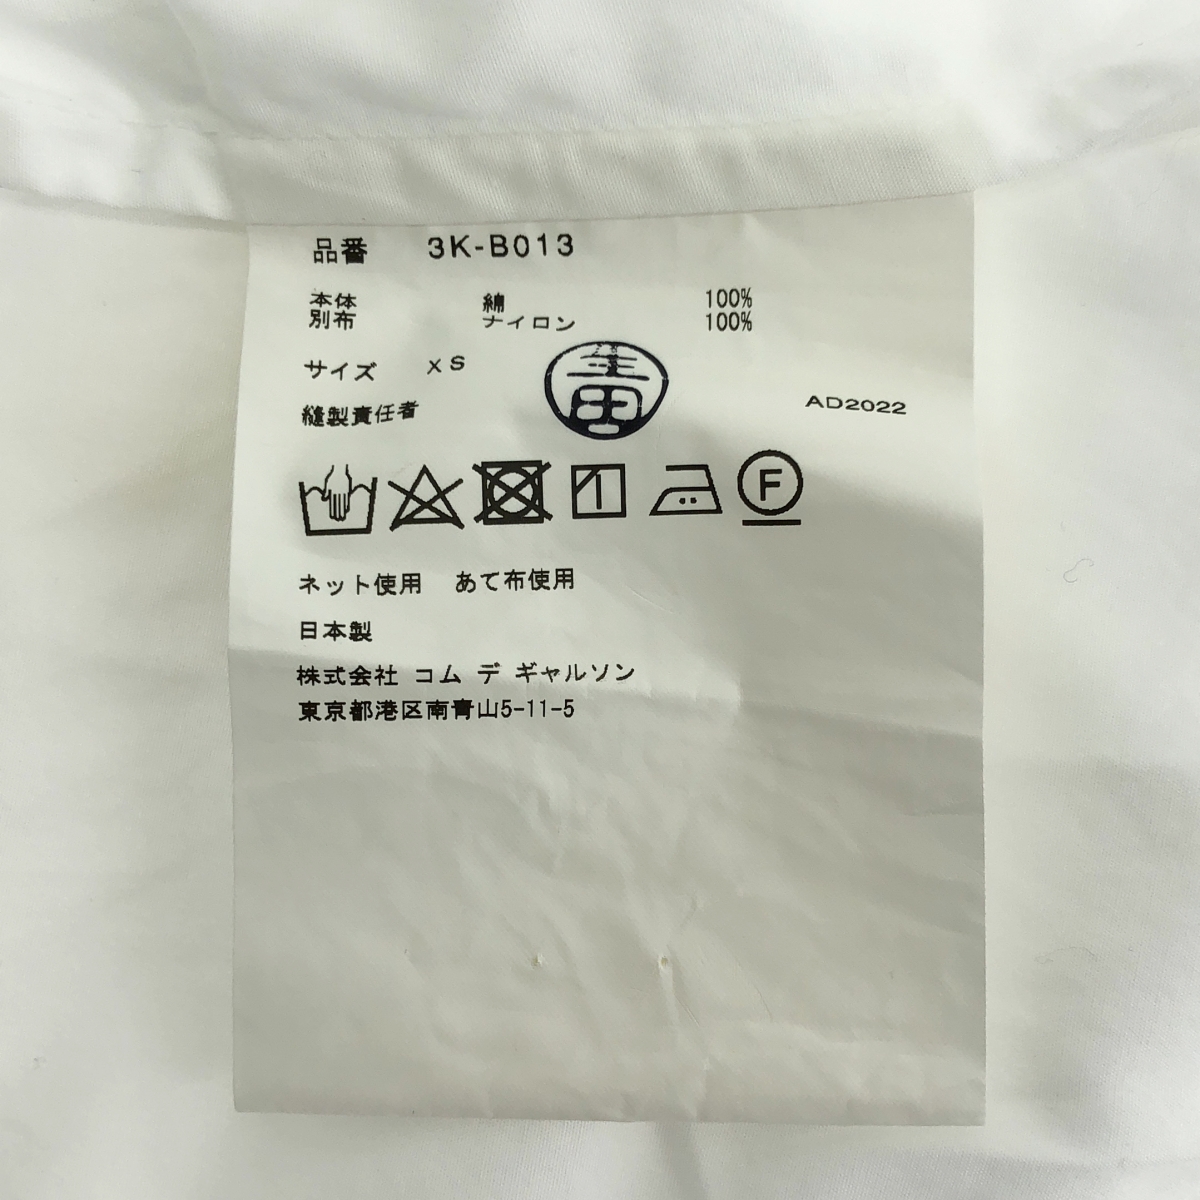 品番 3K-B013
本体 綿 100%
別布 ナイロン 100%
サイズ XS
縫製責任者 生田 AD2022
F
ネット使用 あて布使用
日本製
株式会社 コム デ ギャルソン
東京都港区南青山5-11-5